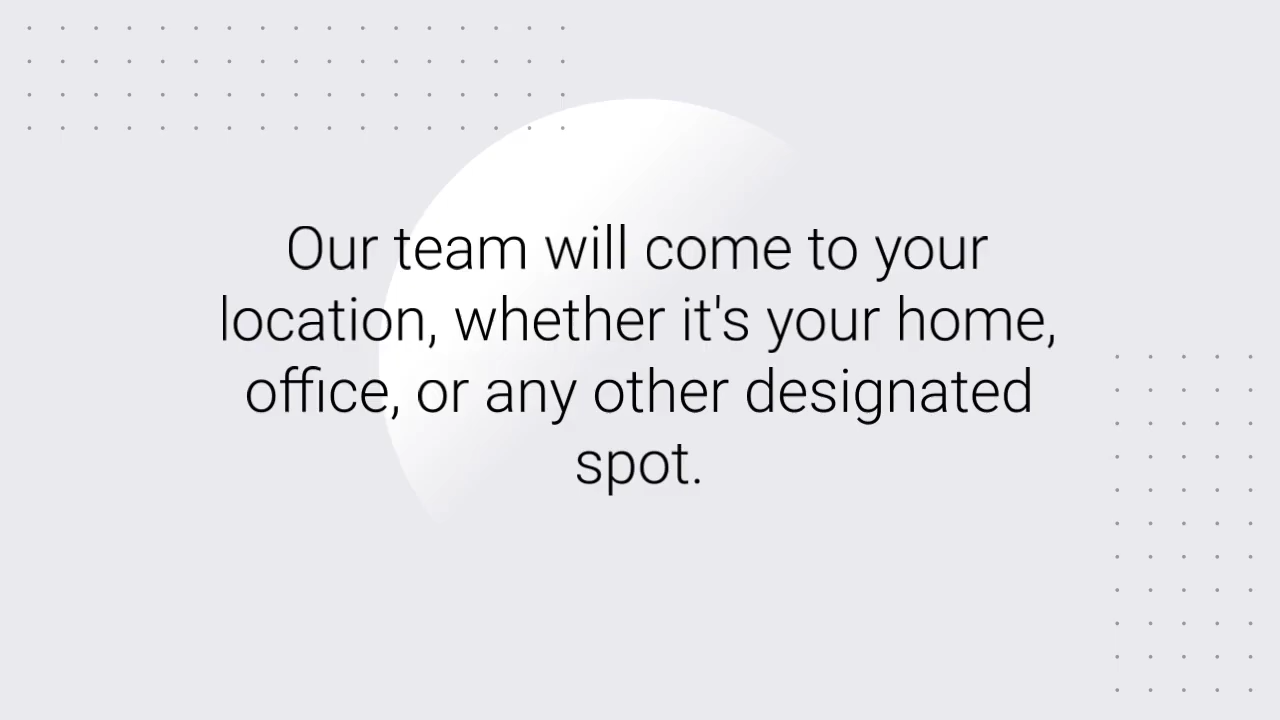 Our team will come to your
location, whether it's your home,
office, or any other designated
spot.